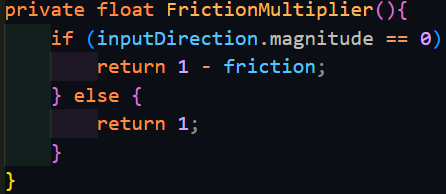 private float FrictionMultiplier(){
if (inputDirection.magnitude == 0)
return 1 - friction;
} else {
return 1;
}
}